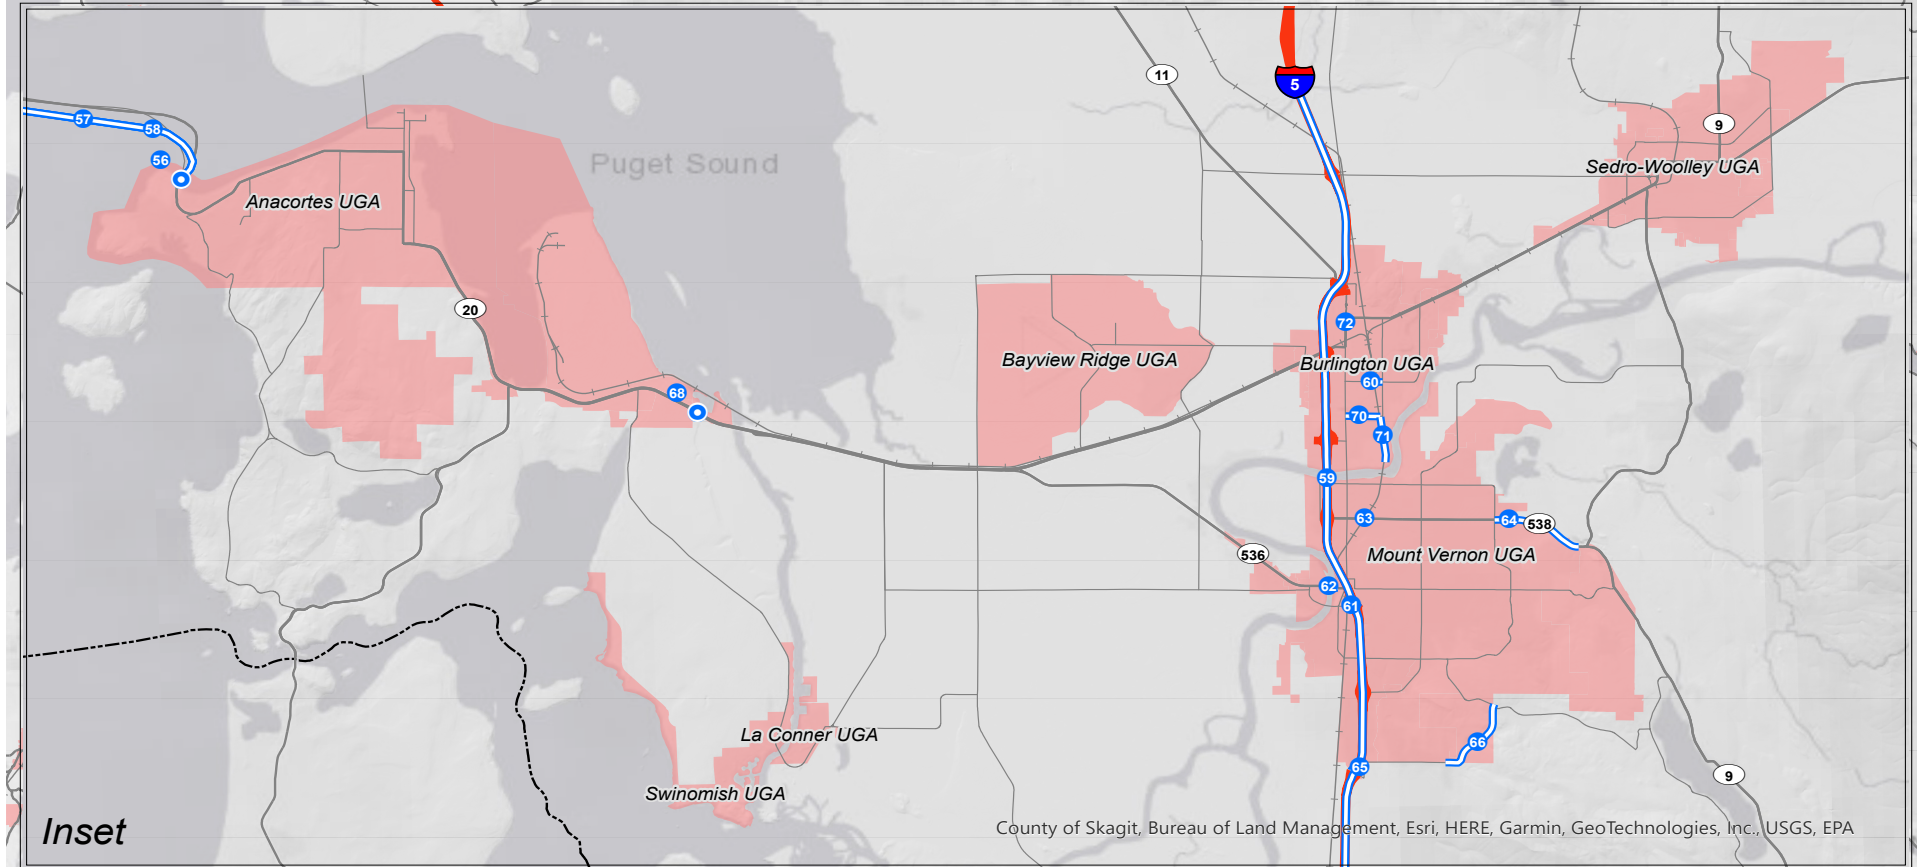 5
11
9
57
58
56
Puget Sound
Sedro-Woolley UGA
Anacortes UGA
20
72
Bayview Ridge UGA
Burlington UGA
60
68
70
71
59
63
64
538
536
Mount Vernon UGA
62
61
La Conner UGA
66
65
9
Swinomish UGA
Inset
County of Skagit, Bureau of Land Management, Esri, HERE, Garmin, GeoTechnologies, Inc., USGS, EPA